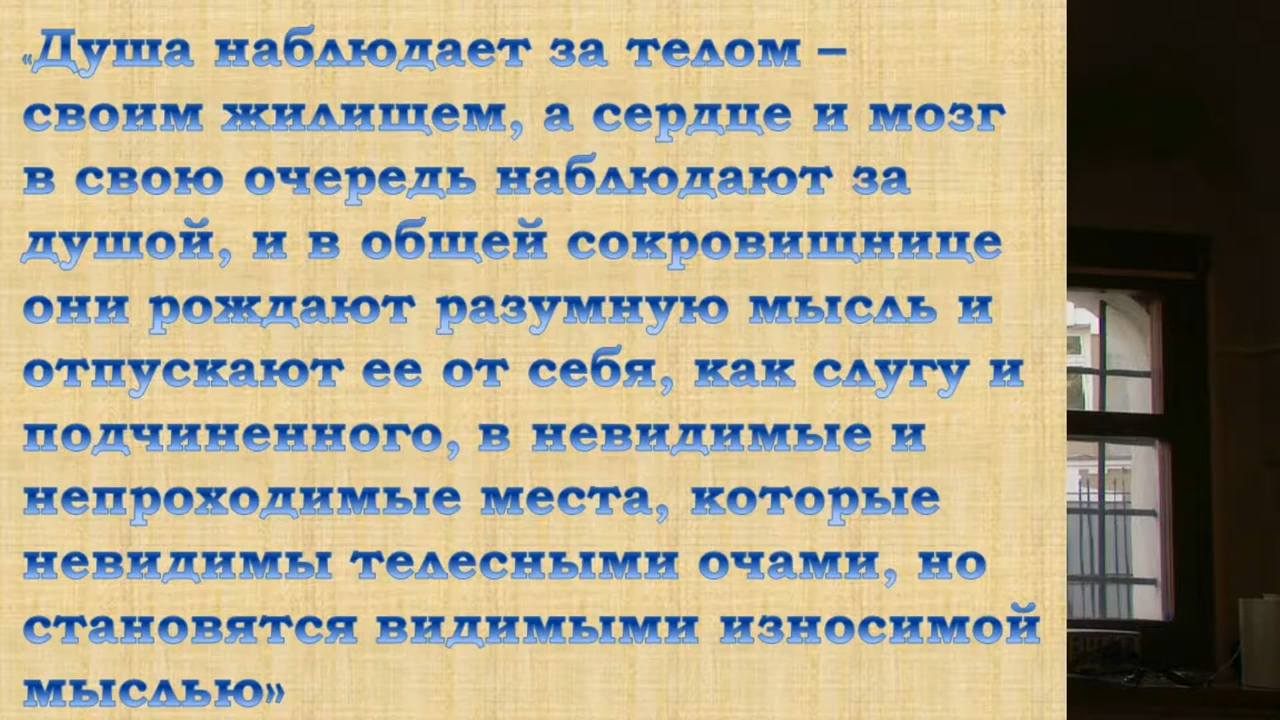 «Душа наблюдает за телом –
своим жилищем, а сердце и мозг
в свою очередь наблюдают за
душой, и в общей сокровищнице
они рождают разумную мысль и
отпускают ее от себя, как слугу и
подчиненного, в невидимые и
непроходимые места, которые
невидимы телесными очами, но
становятся видимыми износимой
мыслью»